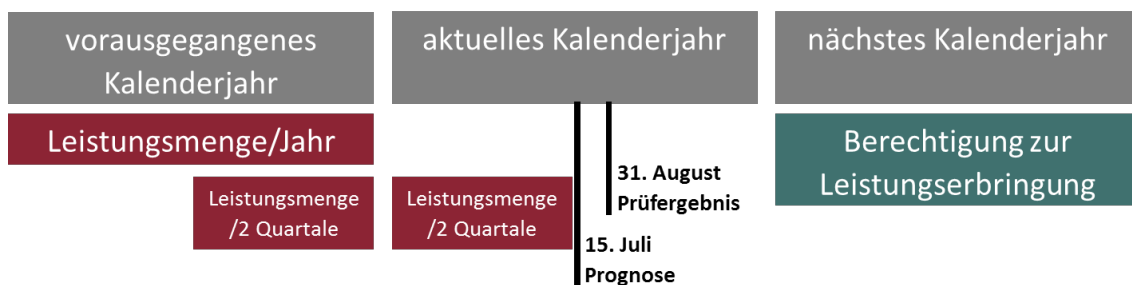 vorausgegangenes
Kalenderjahr
aktuelles Kalenderjahr
nächstes Kalenderjahr
Leistungsmenge/Jahr
Berechtigung zur
Leistungserbringung
Leistungsmenge
/2 Quartale
Leistungsmenge
/2 Quartale
31. August
Prüfergebnis
15. Juli
Prognose